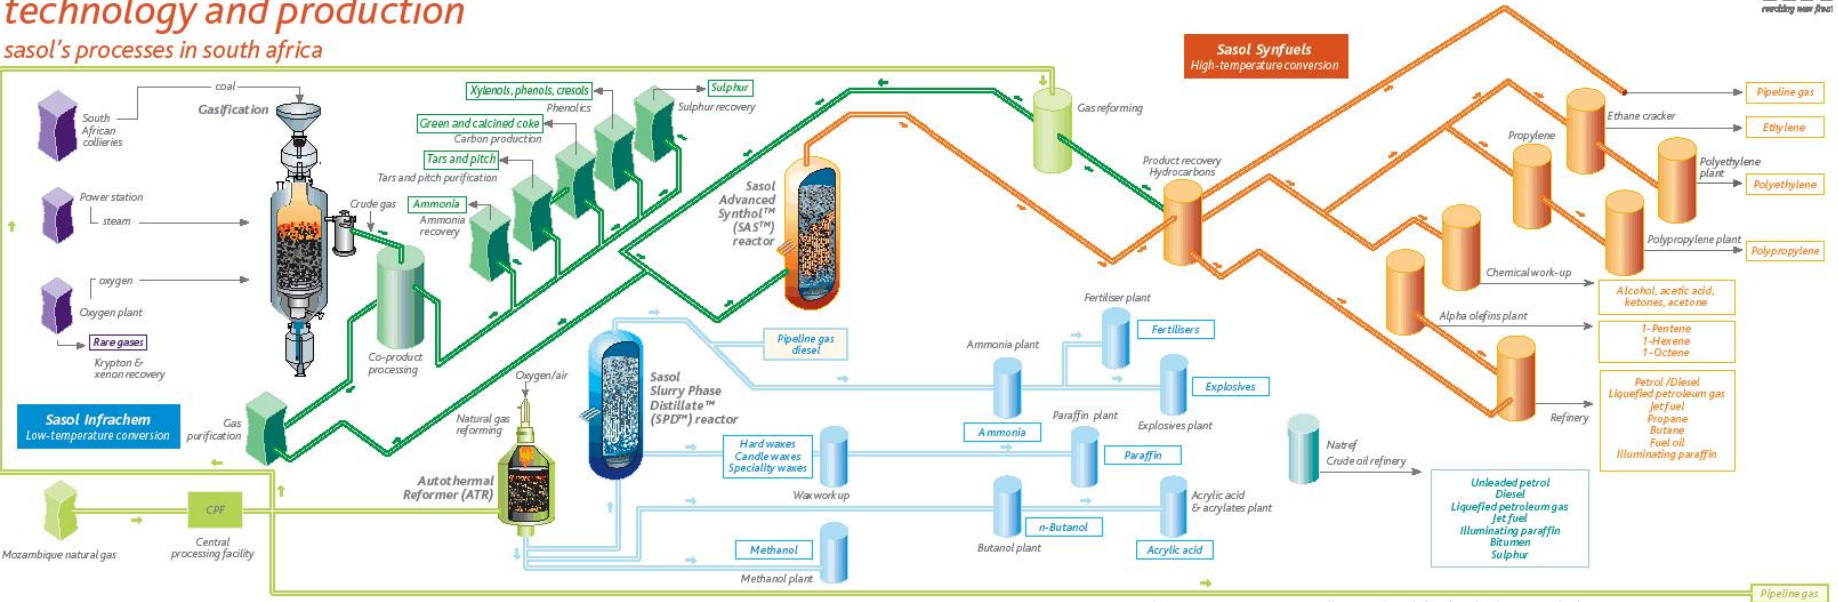 technology and production
sasol's processes in south africa
Sasol Synfuels
High-temperature conversion
coal
Gasification
South
African
collieries
Power station
steam
oxygen
Oxygen plant
Rare gases
Krypton &
xenon recovery
Crude gas
Co-product
processing
Xylenols, phenols, cresols
Phenolics
Sulphur
Sulphur recovery
Green and calcined coke
Carbon production
Tars and pitch
Tars and pitch purification
Ammonia
Ammonia
recovery
Sasol
Advanced
Synthol™
(SAS™)
reactor
Gas reforming
Product recovery
Hydrocarbons
Pipeline gas
Ethane cracker
Ethylene
Propylene
Polyethylene
plant
Polyethylene
Polypropylene plant
Polypropylene
Chemical work-up
Alcohol, acetic acid,
ketones, acetone
Alpha olefins plant
1-Pentene
1-Hexene
1-Octene
Refinery
Petrol /Diesel
Liquefied petroleum gas
Jet fuel
Propane
Butane
Fuel oil
Illuminating paraffin
Sasol Infrachem
Low-temperature conversion
Gas
purification
Oxygen/air
Natural gas
reforming
Autothermal
Reformer (ATR)
Sasol
Slurry Phase
Distillate™
(SPD™) reactor
Pipeline gas
diesel
Ammonia plant
Ammonia
Fertiliser plant
Fertilisers
Explosives
Explosives plant
Hard waxes
Candle waxes
Speciality waxes
Wax work up
Paraffin plant
Paraffin
Butanol plant
n-Butanol
Acrylic acid
& acrylates plant
Acrylic acid
Methanol
Methanol plant
Natref
Crude oil refinery
Unleaded petrol
Diesel
Liquefied petroleum gas
Jet fuel
Illuminating paraffin
Bitumen
Sulphur
Mozambique natural gas
CPF
Central
processing facility
Pipeline gas